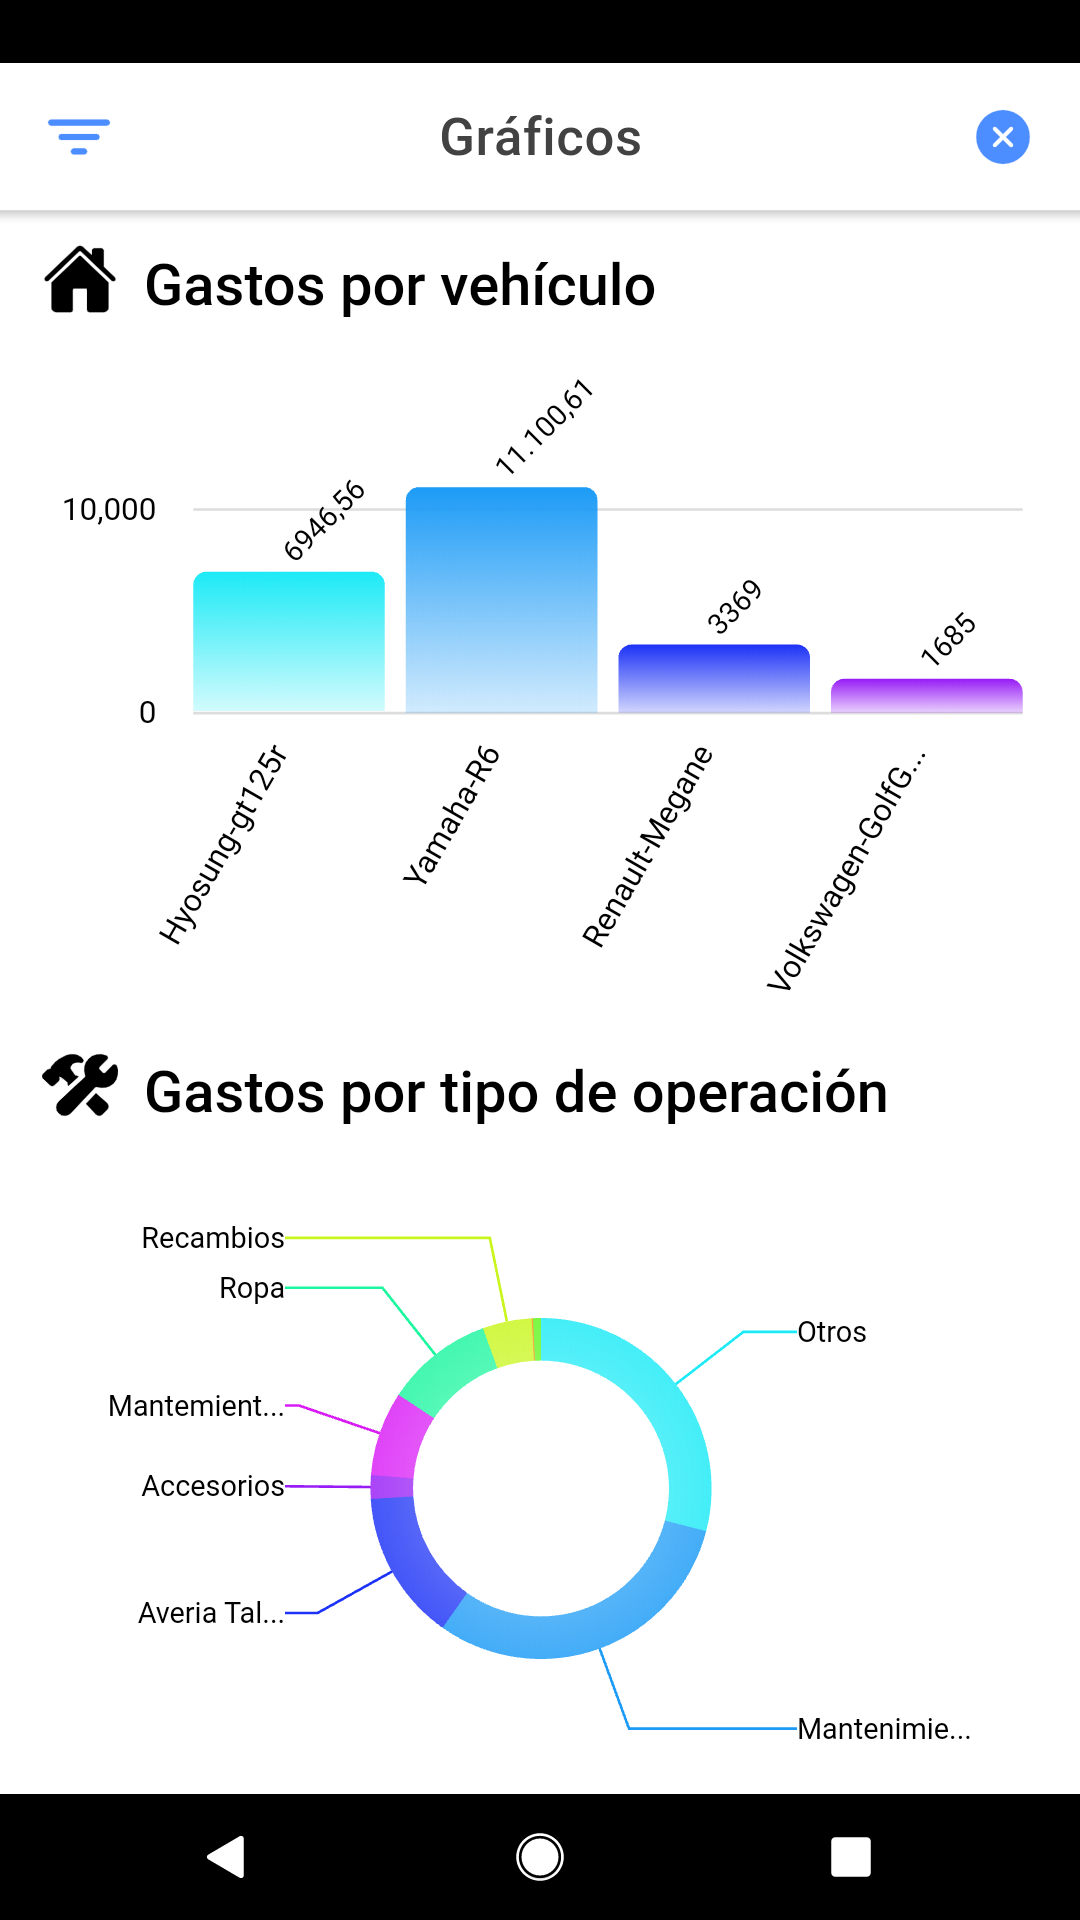 Gráficos
Gastos por vehículo
11.100,61
6946,56
10,000
3369
1685
0
Hyosung-gt125r
Yamaha-R6
Renault-Megane
Volkswagen-GolfG...
Gastos por tipo de operación
Recambios
Ropa
Otros
Mantemient...
Accesorios
Averia Tal...
Mantenimie...